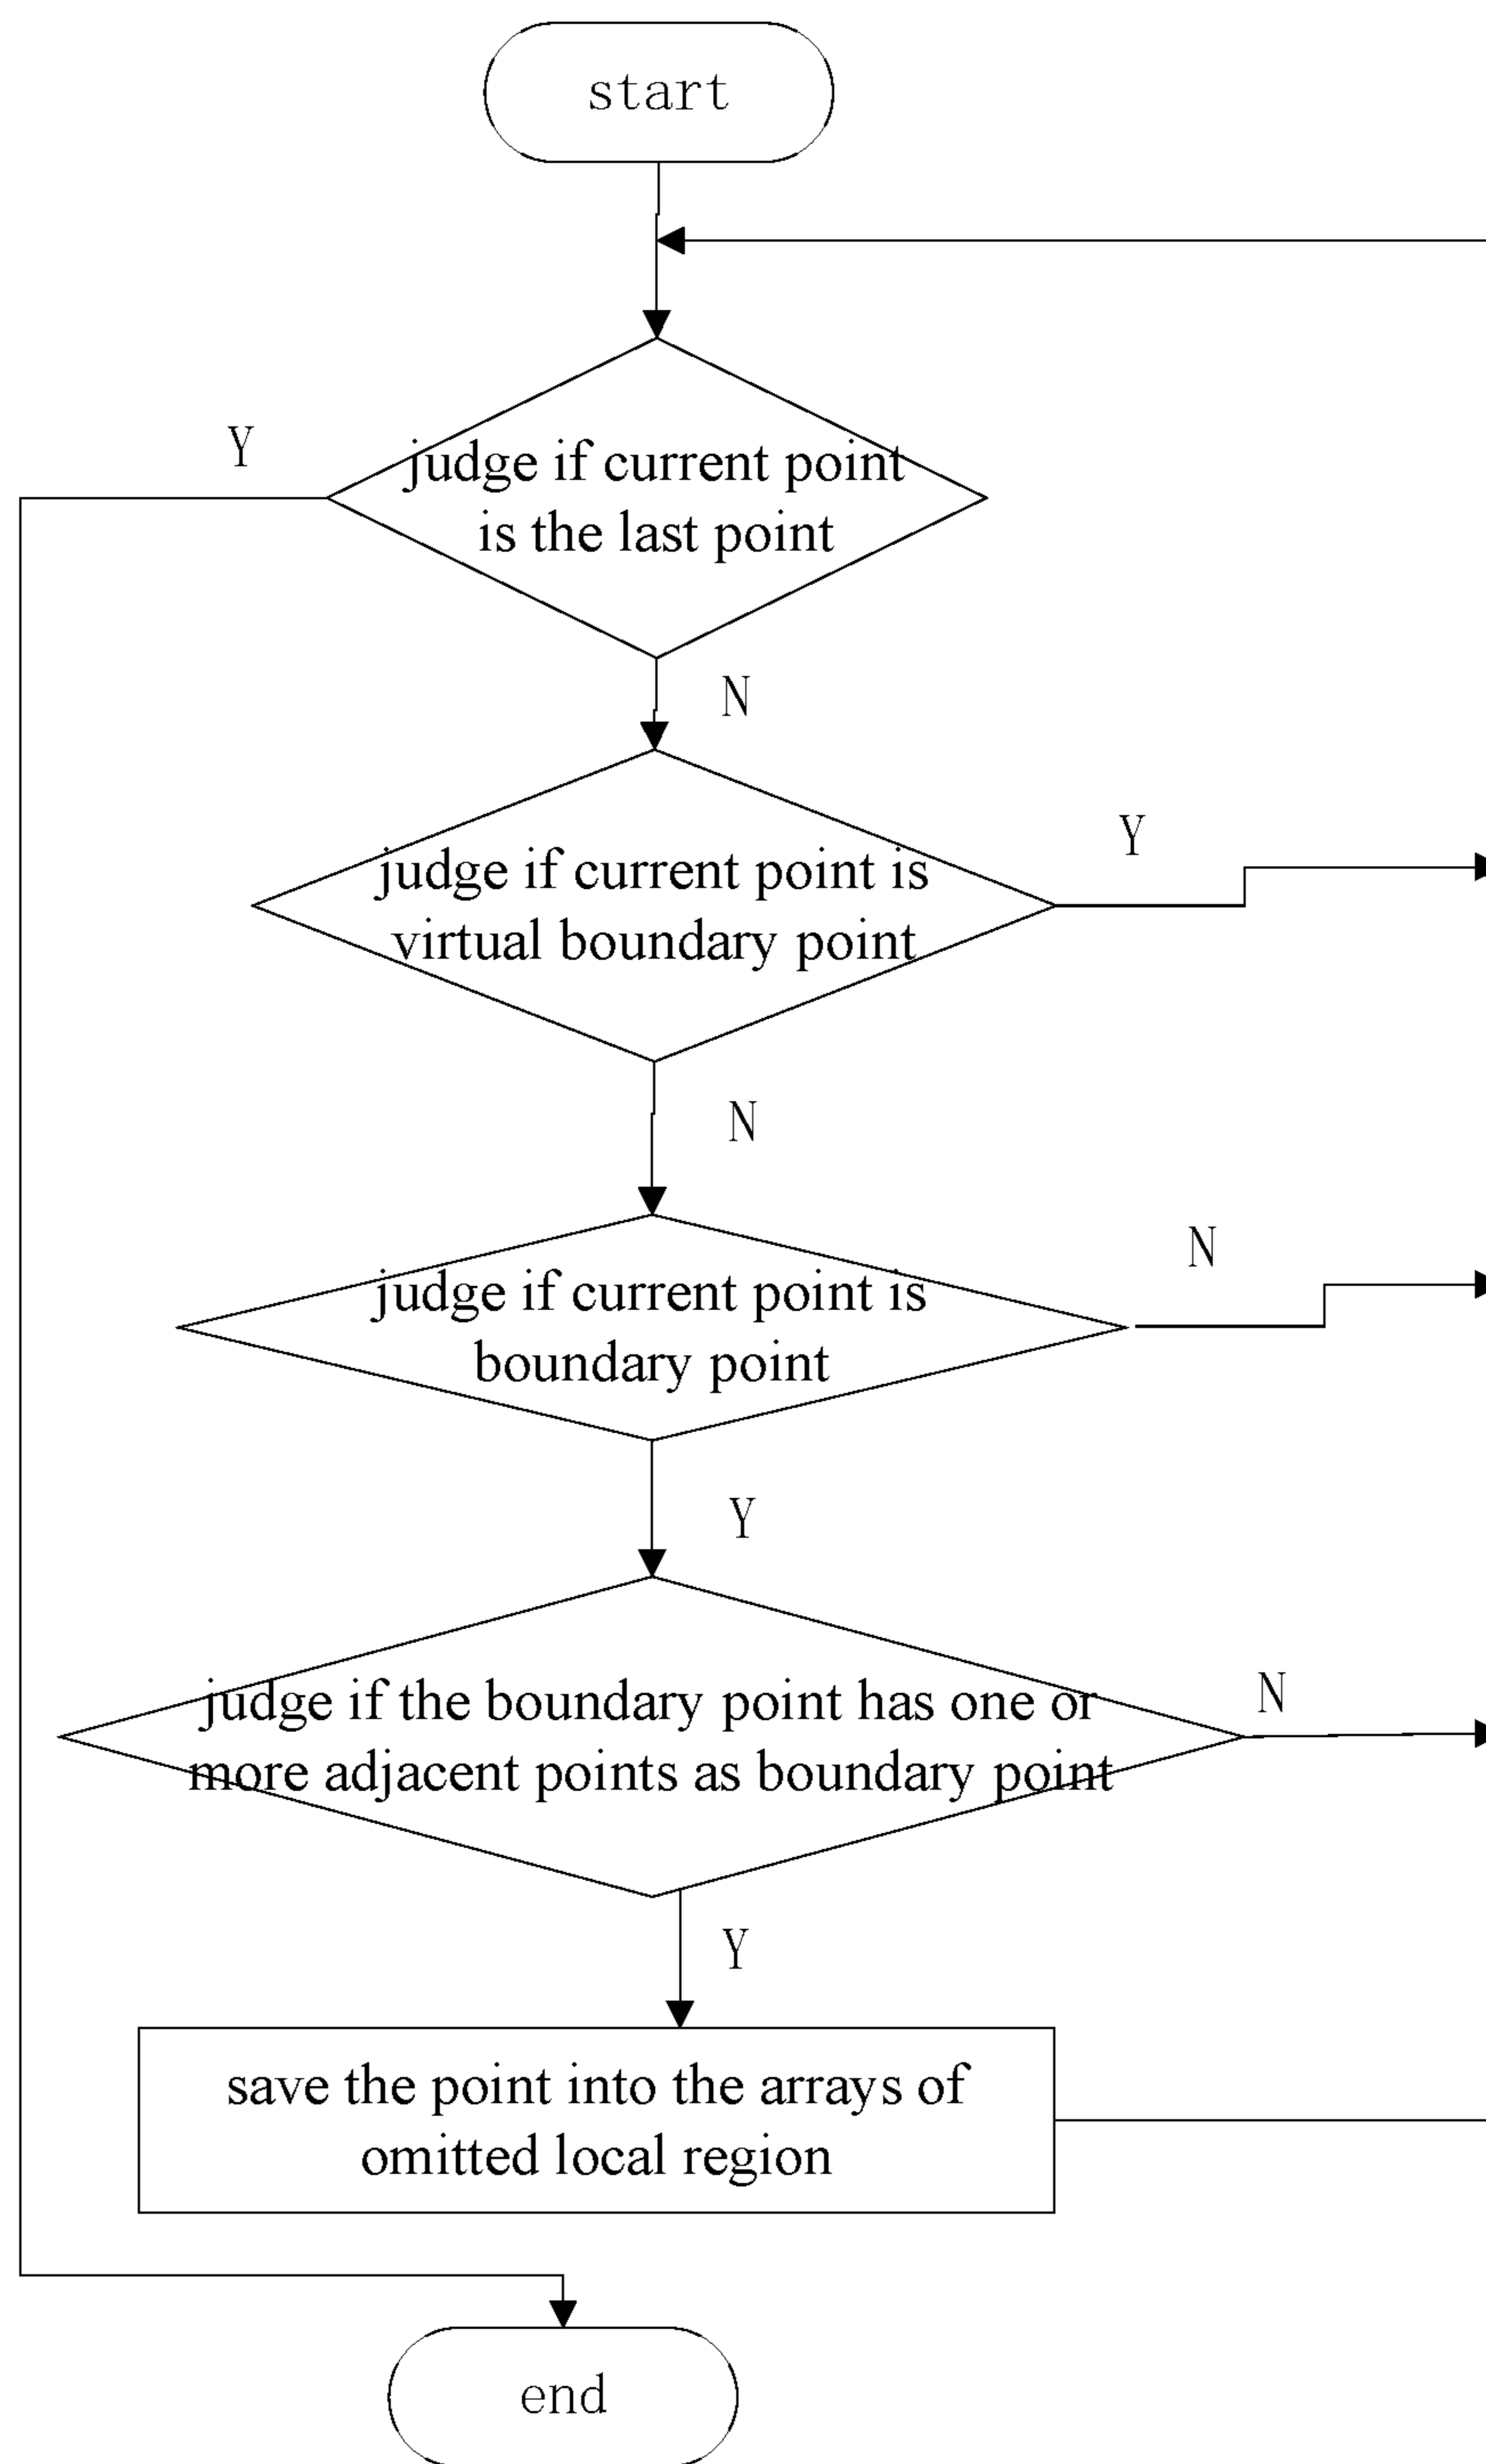 start
Y
judge if current point
is the last point
N
Y
judge if current point is
virtual boundary point
N
N
judge if current point is
boundary point
Y
N
judge if the boundary point has one or
more adjacent points as boundary point
Y
save the point into the arrays of
omitted local region
end